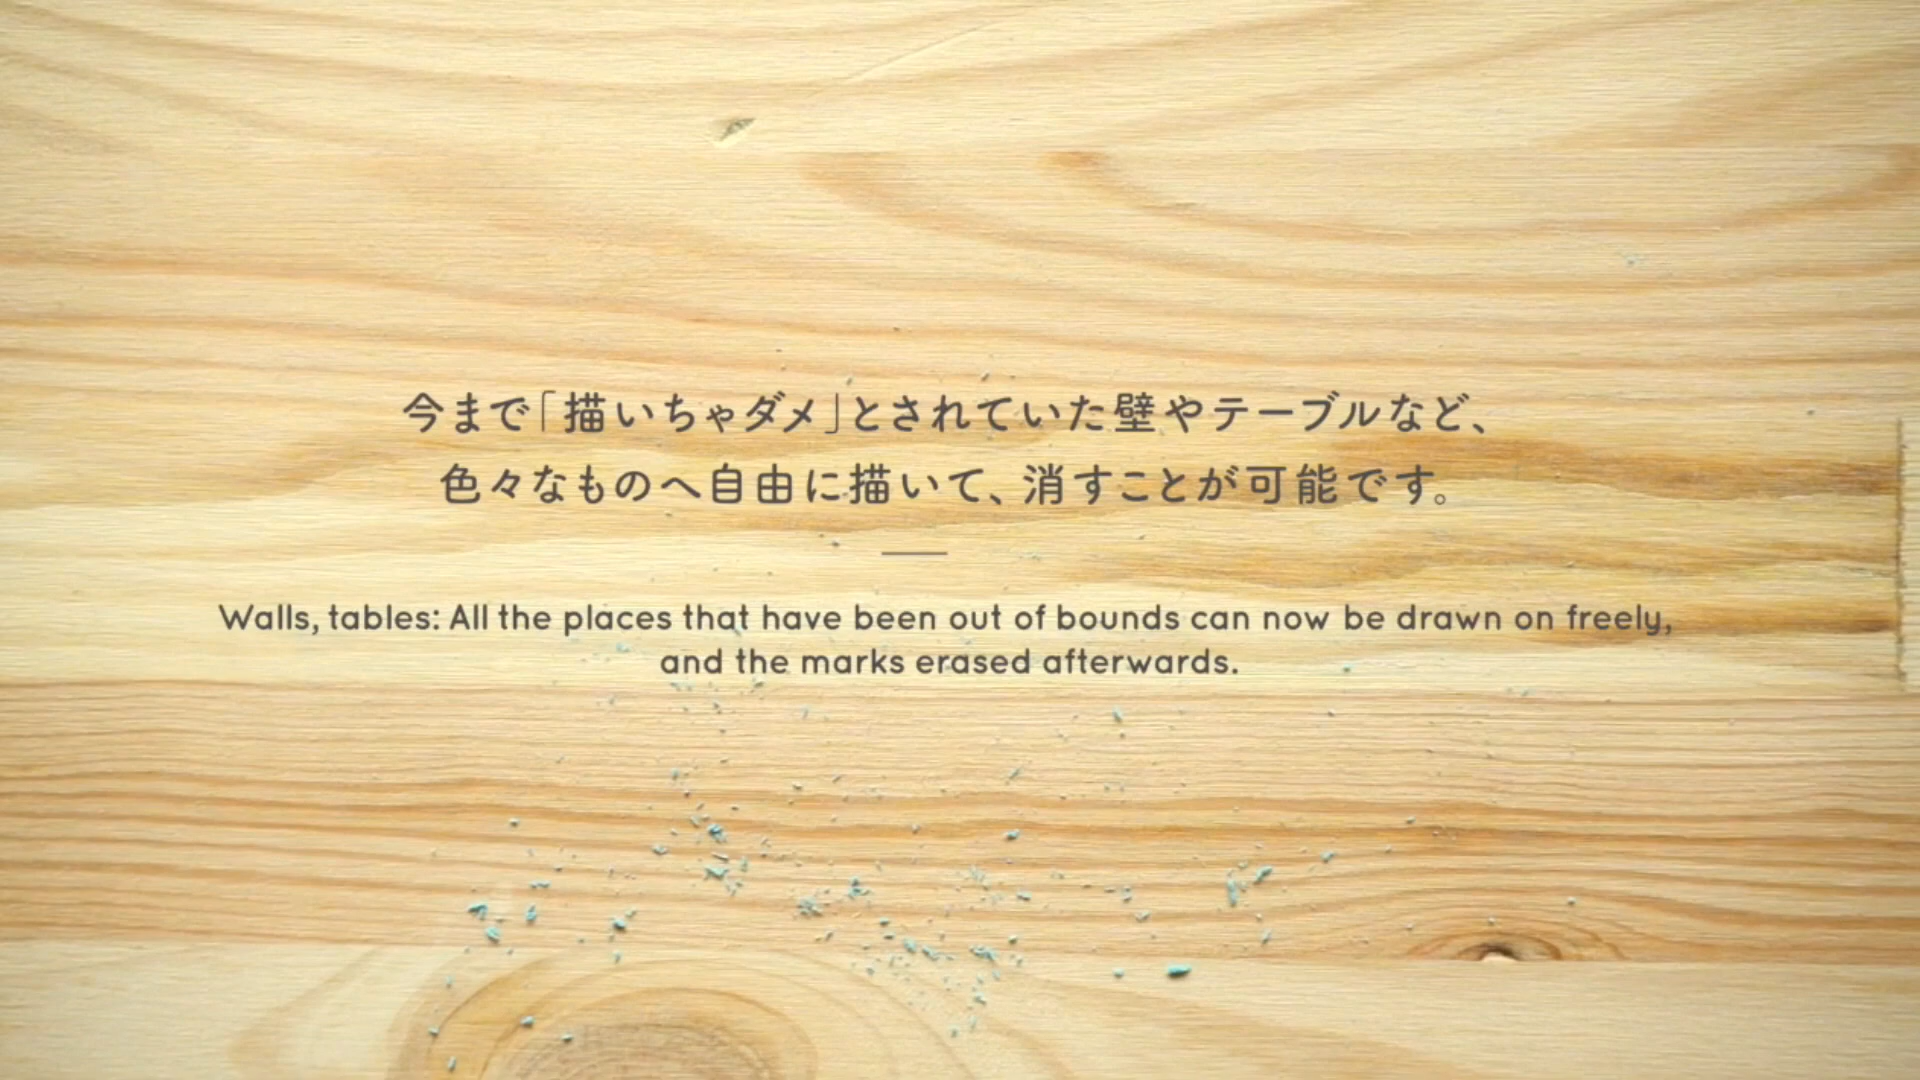 今まで「描いちゃダメ」とされていた壁やテーブルなど、
色々なものへ自由に描いて、消すことが可能です。
Walls, tables: All the places that have been out of bounds can now be drawn on freely,
and the marks erased afterwards.